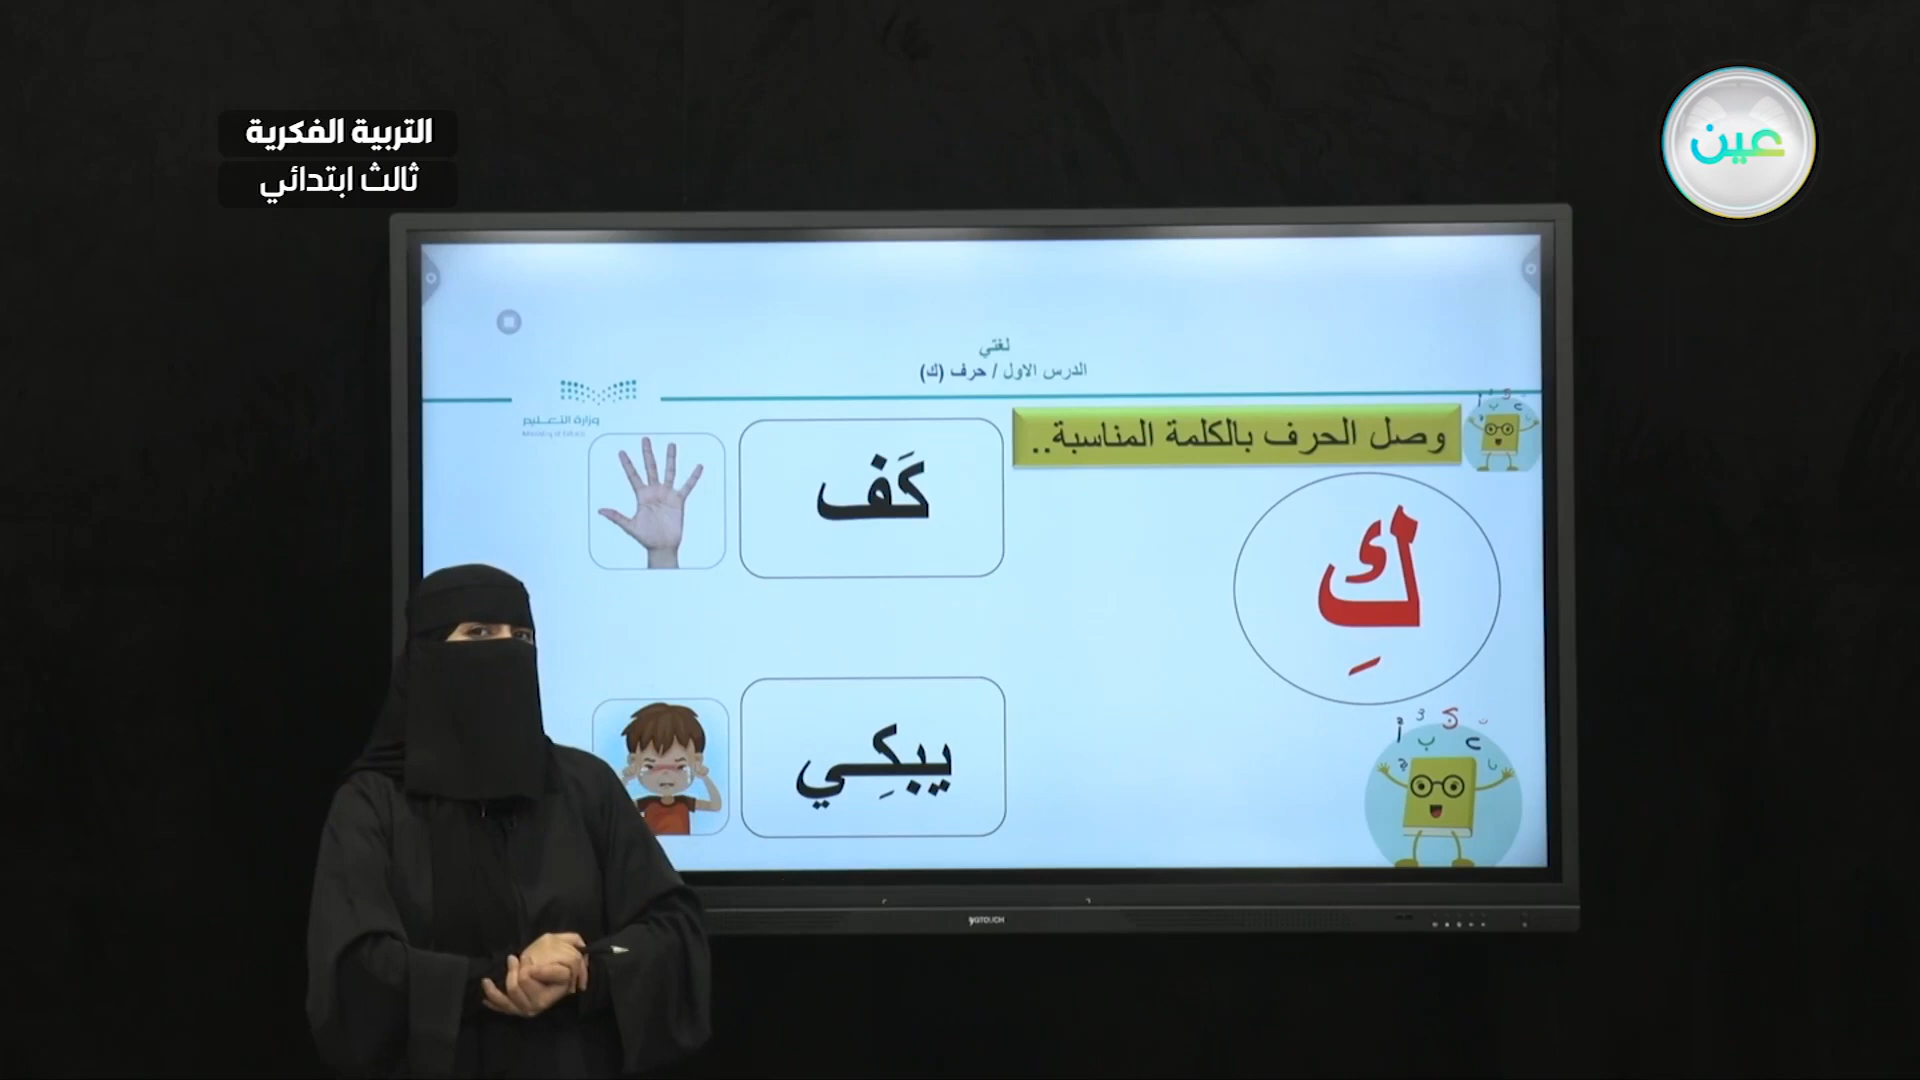 التربية الفكرية
ثالث ابتدائي
عين
لغتي
الدرس الاول / حرف (ك)
وزارة التعليم
وصل الحرف بالكلمة المناسبة..
كِ
كَف
يبكِي